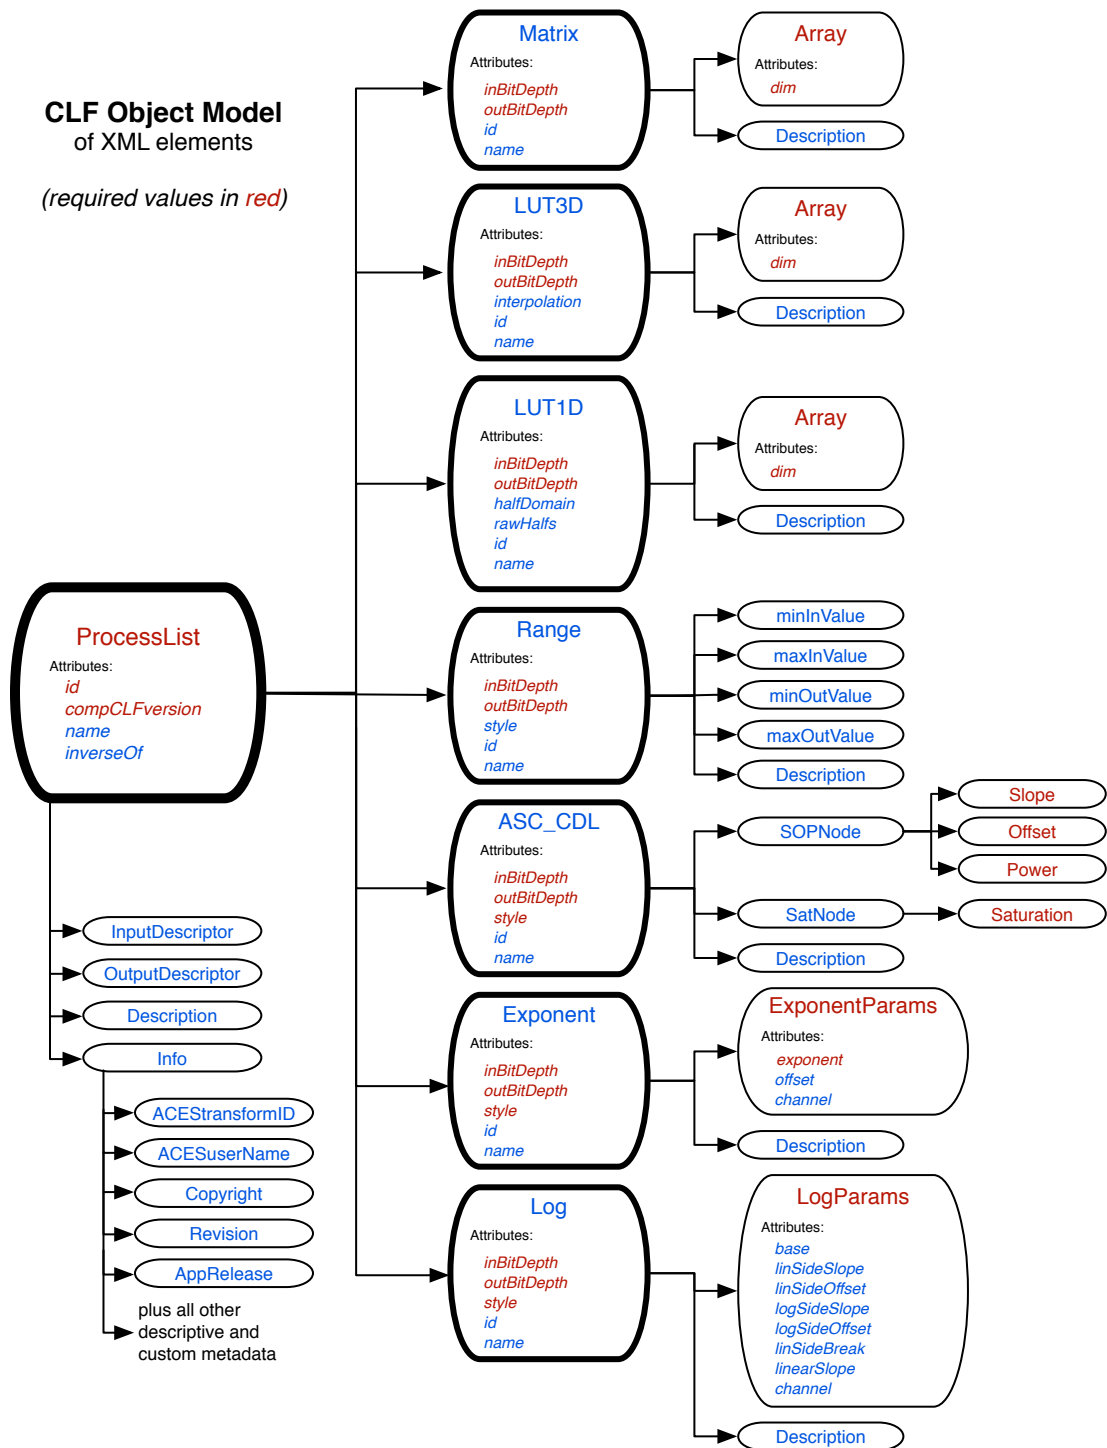 CLF Object Model
of XML elements
(required values in red)
Matrix
Attributes:
inBitDepth
outBitDepth
id
name
Array
Attributes:
dim
Description
LUT3D
Attributes:
inBitDepth
outBitDepth
interpolation
id
name
Array
Attributes:
dim
Description
LUT1D
Attributes:
inBitDepth
outBitDepth
halfDomain
rawHalfs
id
name
Array
Attributes:
dim
Description
ProcessList
Attributes:
id
compCLFversion
name
inverseOf
Range
Attributes:
inBitDepth
outBitDepth
style
id
name
minInValue
maxInValue
minOutValue
maxOutValue
Description
ASC_CDL
Attributes:
inBitDepth
outBitDepth
style
id
name
SOPNode
Slope
Offset
Power
SatNode
Saturation
Description
InputDescriptor
OutputDescriptor
Description
Info
ACEStransformID
ACESuserName
Copyright
Revision
AppRelease
plus all other
descriptive and
custom metadata
Exponent
Attributes:
inBitDepth
outBitDepth
style
id
name
ExponentParams
Attributes:
exponent
offset
channel
Description
Log
Attributes:
inBitDepth
outBitDepth
style
id
name
LogParams
Attributes:
base
linSideSlope
linSideOffset
logSideSlope
logSideOffset
linSideBreak
linearSlope
channel
Description